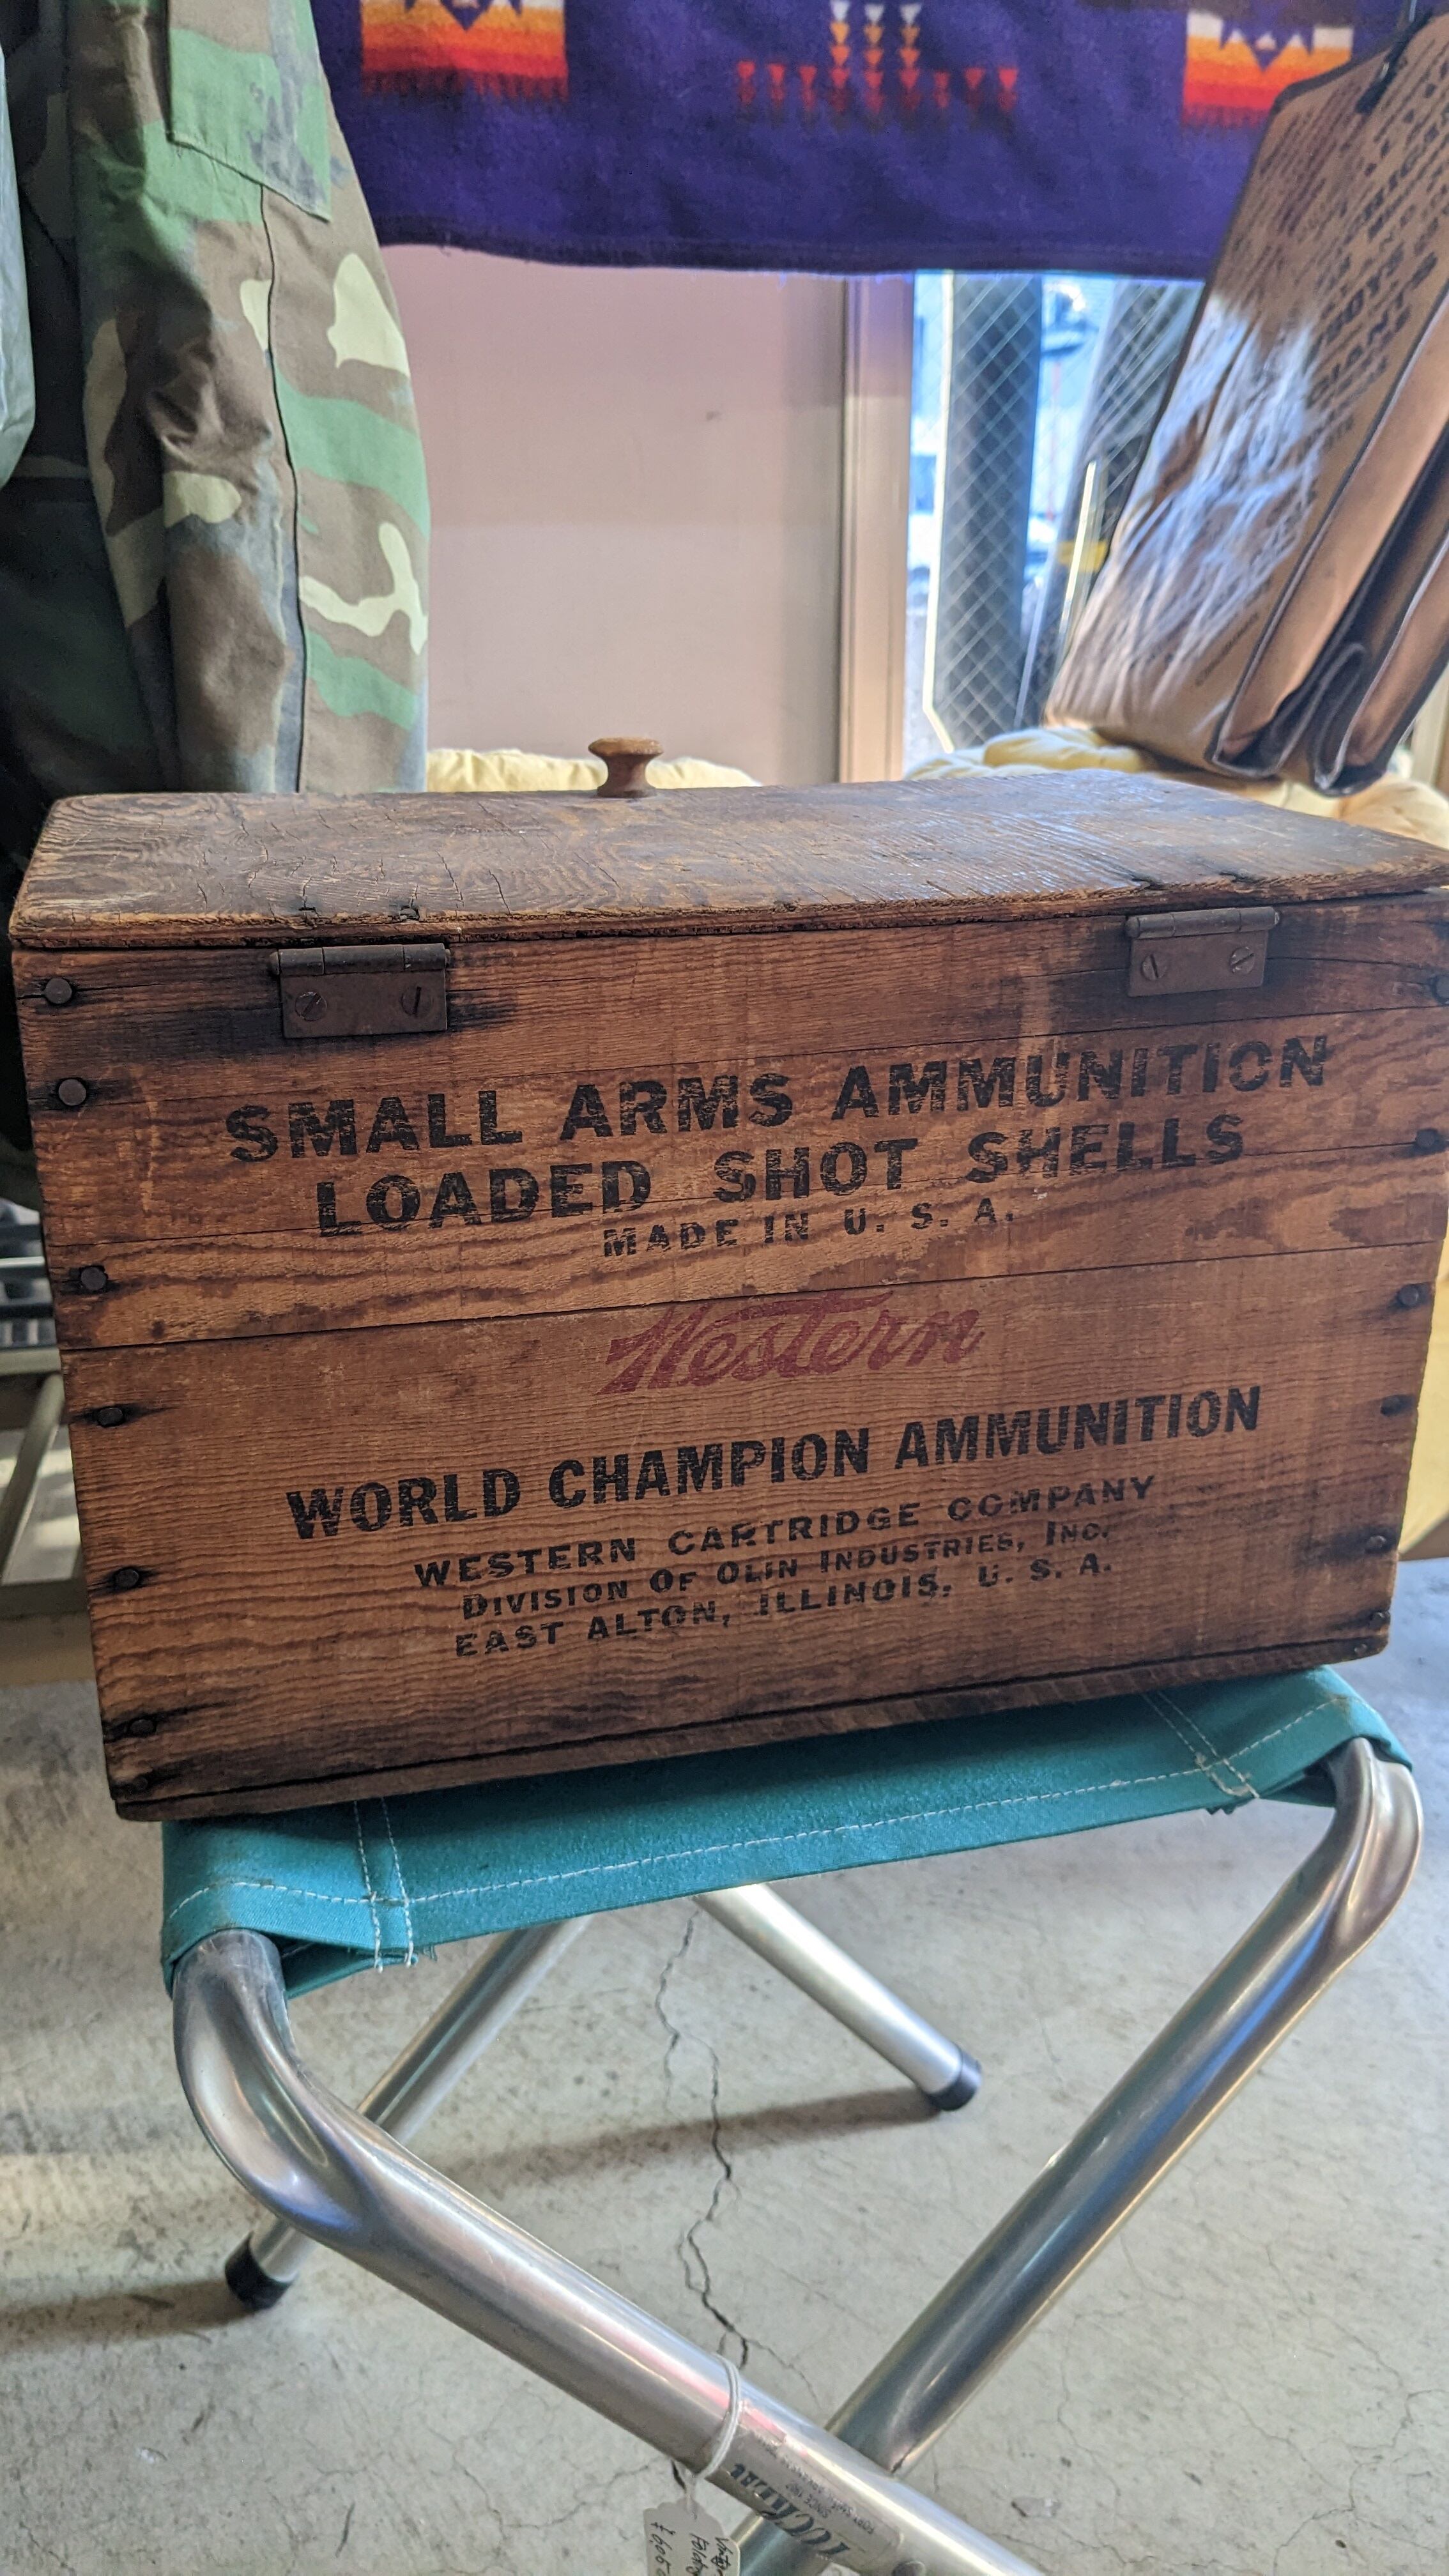 SMALL ARMS AMMUNITION
LOADED SHOT SHELLS
MADE IN U. S. A.
Western
WORLD CHAMPION AMMUNITION
WESTERN CARTRIDGE COMPANY
DIVISION OF OLIN INDUSTRIES, INC.
EAST ALTON, ILLINOIS, U. S. A.